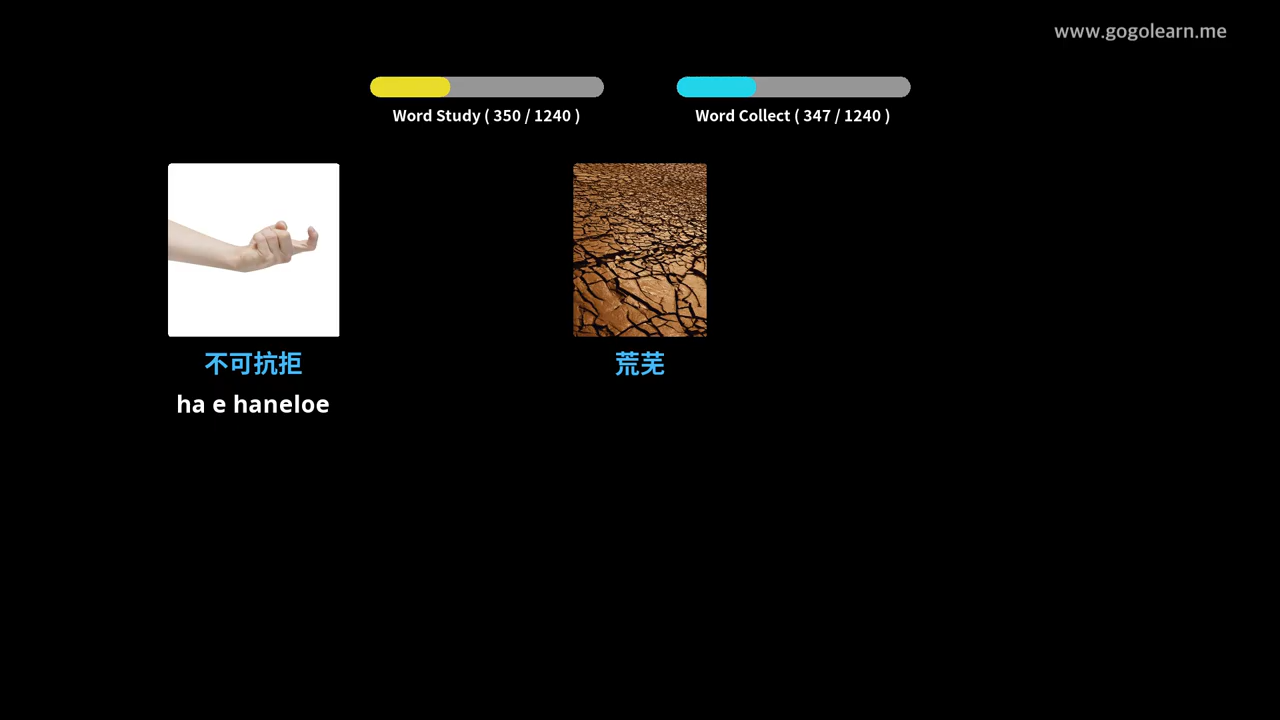 www.gogolearn.me
Word Study ( 350 / 1240 )
Word Collect ( 347 / 1240 )
不可抗拒
荒芜
ha e haneloe